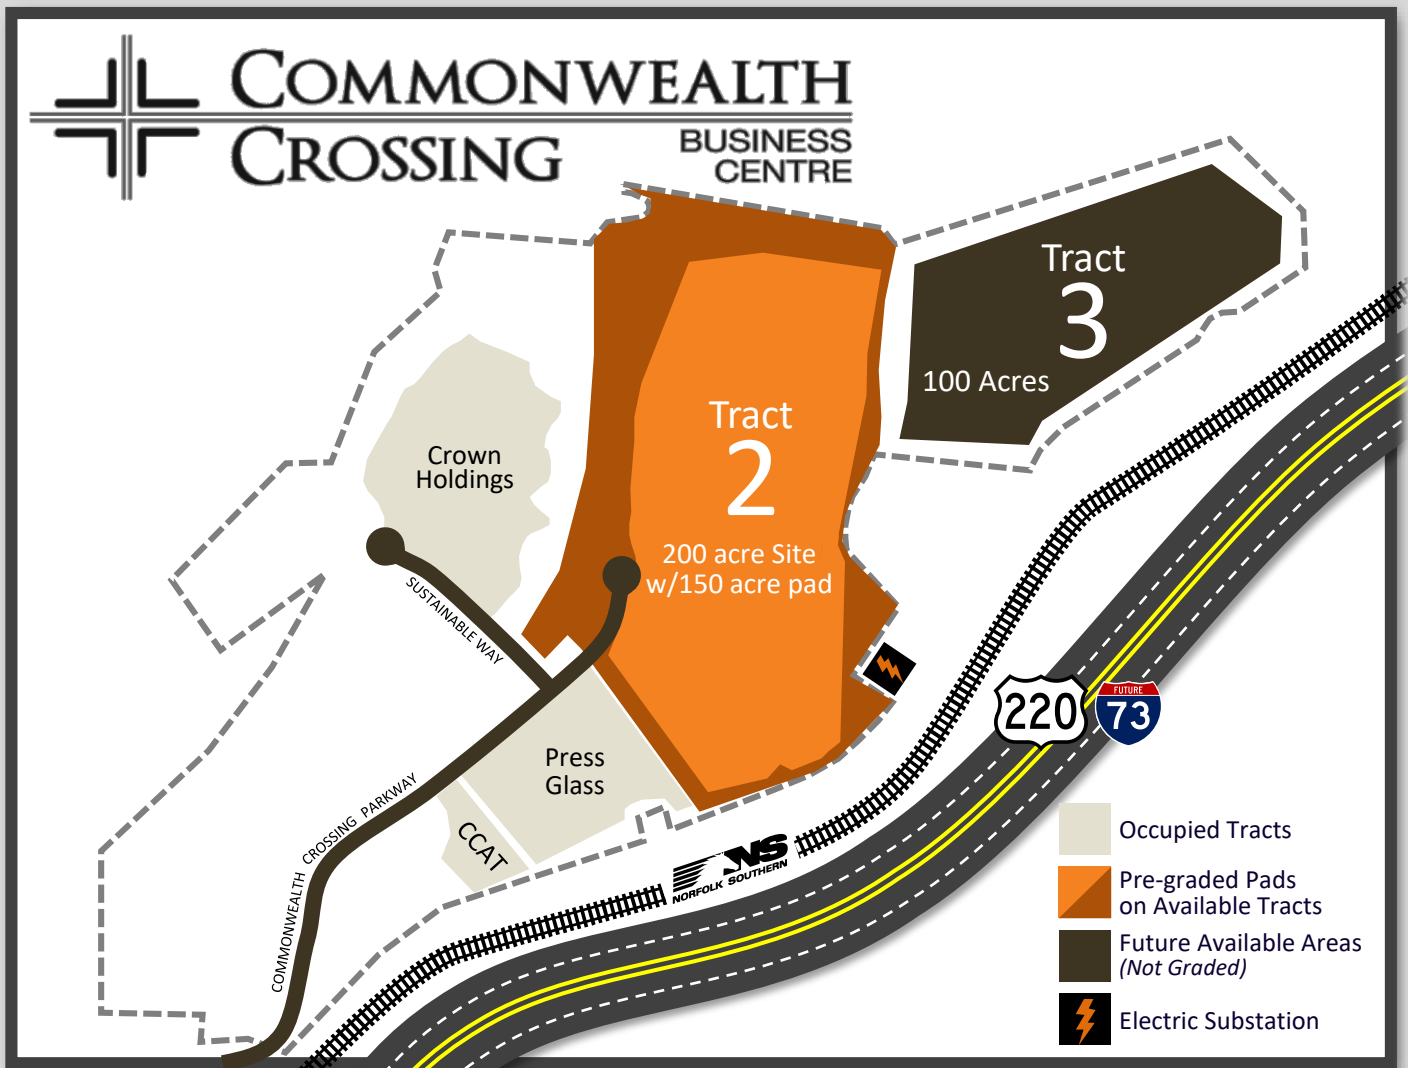 COMMONWEALTH
CROSSING
BUSINESS
CENTRE
Tract
3
100 Acres
Tract
2
200 acre Site
w/150 acre pad
Crown
Holdings
SUSTAINABLE WAY
Press
Glass
CCAT
COMMONWEALTH CROSSING PARKWAY
NS
NORFOLK SOUTHERN
220
FUTURE
73
Occupied Tracts
Pre-graded Pads
on Available Tracts
Future Available Areas
(Not Graded)
Electric Substation